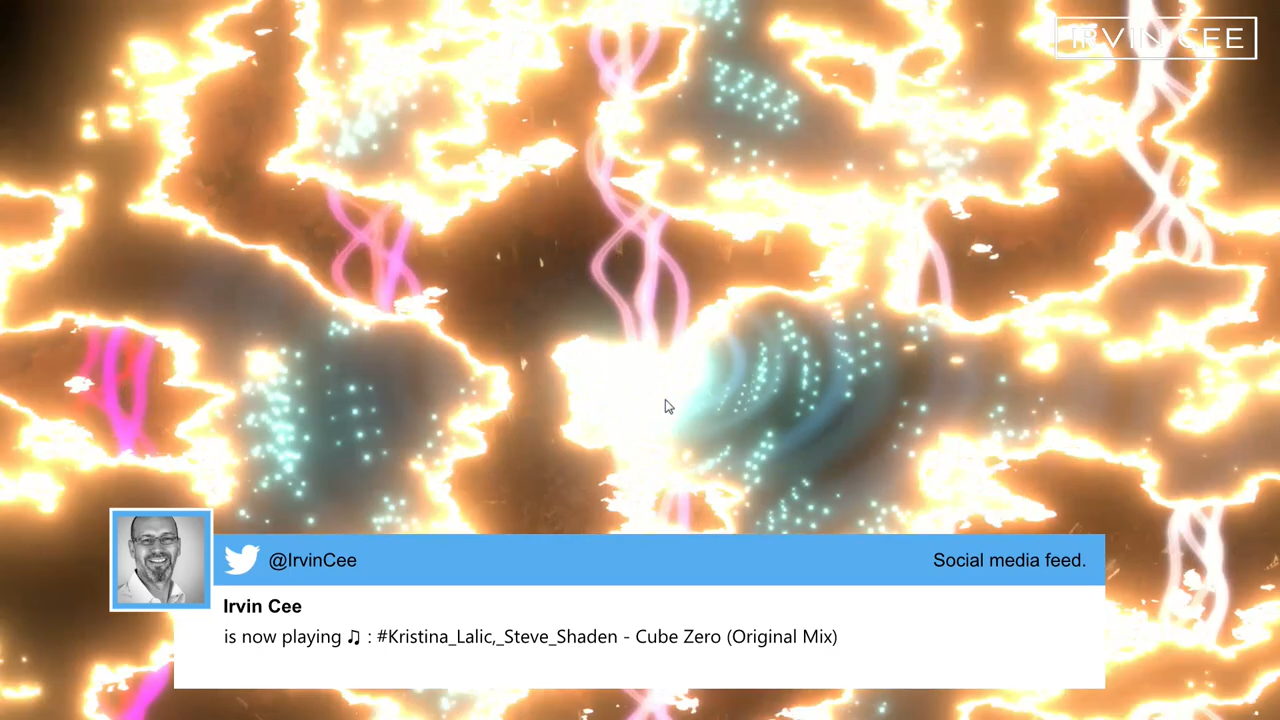 IRVIN CEE
@IrvinCee
Social media feed.
Irvin Cee
is now playing ♫ : #Kristina_Lalic,_Steve_Shaden - Cube Zero (Original Mix)